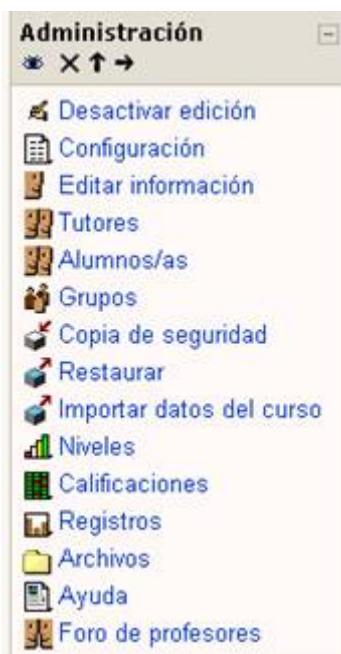 Administración
Desactivar edición
Configuración
Editar información
Tutores
Alumnos/as
Grupos
Copia de seguridad
Restaurar
Importar datos del curso
Niveles
Calificaciones
Registros
Archivos
Ayuda
Foro de profesores